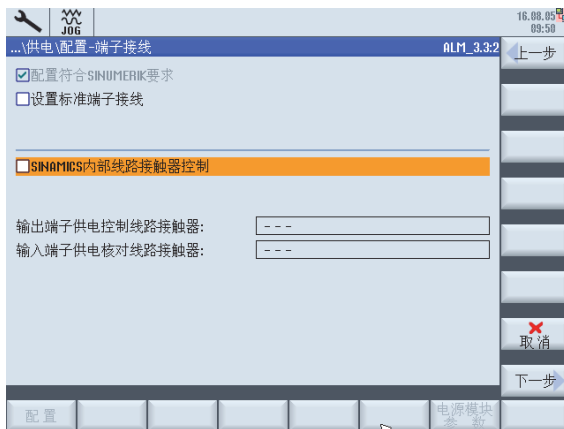 JOG
16.08.05
09:50
...\供电\配置-端子接线
ALM_3.3:2
上一步
配置符合SINUMERIK要求
设置标准端子接线
SINAMICS内部线路接触器控制
输出端子供电控制线路接触器:
---
输入端子供电核对线路接触器:
---
取消
下一步
配置
电源模块
参数